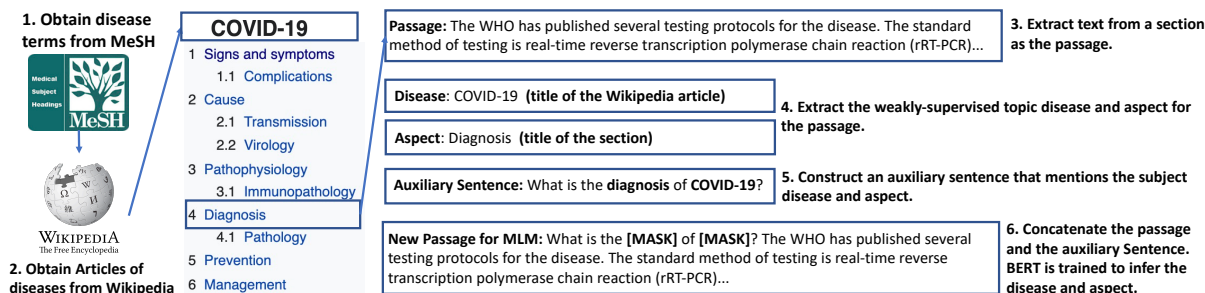 1. Obtain disease
terms from MeSH
Medical
Subject
Headings
MeSH
WIKIPEDIA
The Free Encyclopedia
2. Obtain Articles of
diseases from Wikipedia
COVID-19
1 Signs and symptoms
1.1 Complications
2 Cause
2.1 Transmission
2.2 Virology
3 Pathophysiology
3.1 Immunopathology
4 Diagnosis
4.1 Pathology
5 Prevention
6 Management
Passage: The WHO has published several testing protocols for the disease. The standard
method of testing is real-time reverse transcription polymerase chain reaction (rRT-PCR)...
3. Extract text from a section
as the passage.
Disease: COVID-19 (title of the Wikipedia article)
Aspect: Diagnosis (title of the section)
4. Extract the weakly-supervised topic disease and aspect for
the passage.
Auxiliary Sentence: What is the diagnosis of COVID-19?
5. Construct an auxiliary sentence that mentions the subject
disease and aspect.
New Passage for MLM: What is the [MASK] of [MASK]? The WHO has published several
testing protocols for the disease. The standard method of testing is real-time reverse
transcription polymerase chain reaction (rRT-PCR)...
6. Concatenate the passage
and the auxiliary Sentence.
BERT is trained to infer the
disease and aspect.